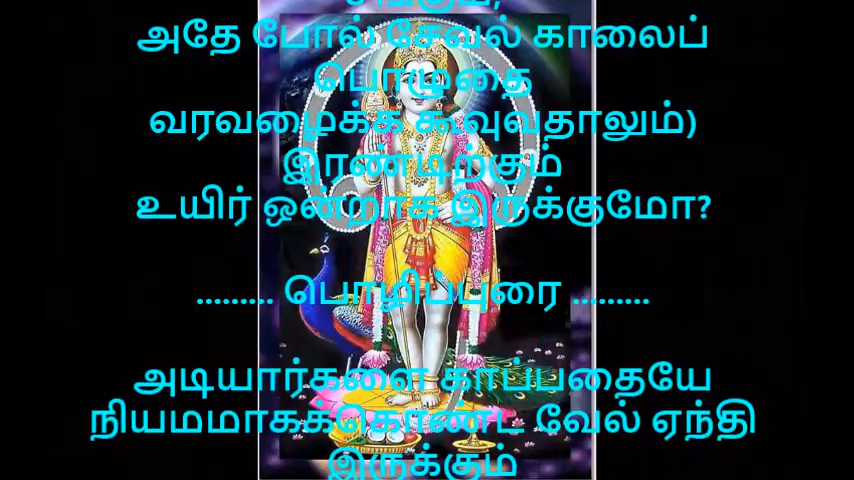 அதே போல் சேவல் காலைப்
பொழுதை
வரவழைக்க கூவுவதாலும்)
இரண்டிற்கும்
உயிர் ஒன்றாக இருக்குமோ?
......... பொழிப்புரை .........
அடியார்களை காப்பதையே
நியமமாகக்கொண்ட வேல் ஏந்தி
இருக்கும்